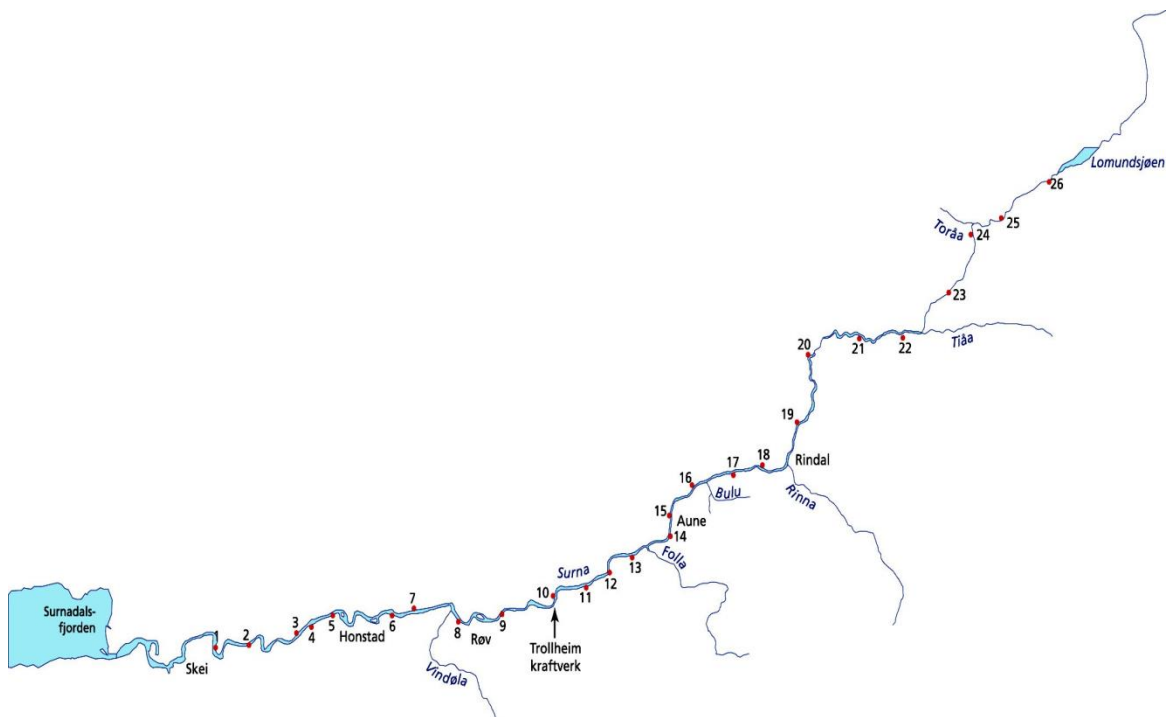 Lomundsjøen
26
25
Toråa
24
23
20
21
22
Tiåa
19
18
Rindal
17
16
Bulu
Rinna
15
Aune
14
Folla
13
Surna
12
11
10
Surnadals-
fjorden
7
1
2
3
4
5
6
8
9
Honstad
Røv
Trollheim
kraftverk
Skei
Vindøla